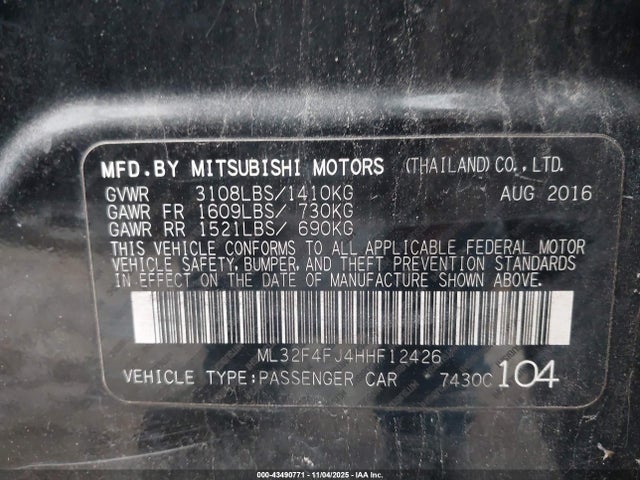 MFD.BY MITSUBISHI MOTORS (THAILAND)CO.,LTD.
GVWR 3108LBS/1410KG AUG 2016
GAWR FR 1609LBS/ 730KG
GAWR RR 1521LBS/ 690KG
THIS VEHICLE CONFORMS TO ALL APPLICABLE FEDERAL MOTOR
VEHICLE SAFETY, BUMPER, AND THEFT PREVENTION STANDARDS
IN EFFECT ON THE DATE OF MANUFACTURE SHOWN ABOVE.
ML32F4FJ4HHF12426
VEHICLE TYPE:PASSENGER CAR 7430C 104
000-43490771 - 11/04/2025 - © IAA Inc.